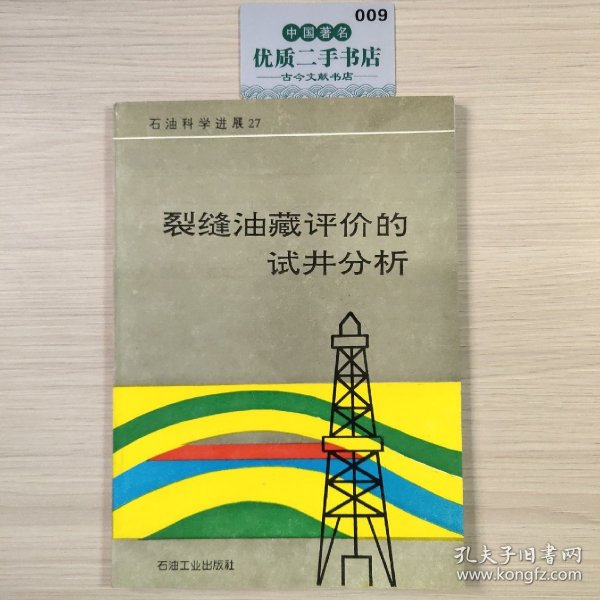 009
中国著名
优质二手书店
古今文献书店
石油科学进展27
裂缝油藏评价的
试井分析
石油工业出版社
孔夫子旧书网
www.kongfz.com